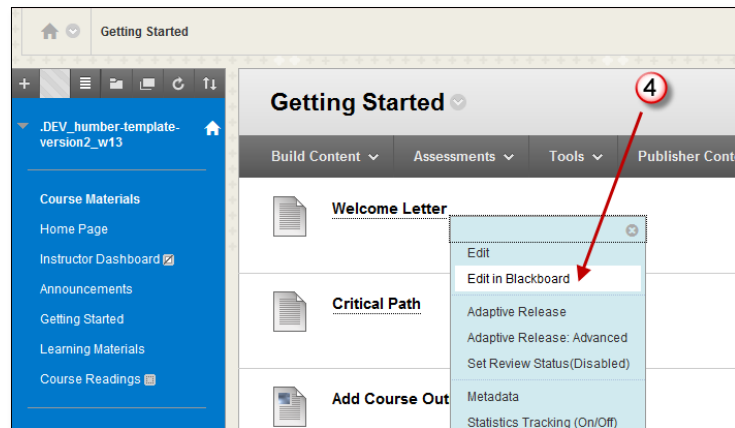 Getting Started
.DEV_humber-template-
version2_w13
Course Materials
Home Page
Instructor Dashboard
Announcements
Getting Started
Learning Materials
Course Readings
Getting Started
4
Build Content Assessments Tools Publisher Cont
Welcome Letter
Edit
Edit in Blackboard
Critical Path
Adaptive Release
Adaptive Release: Advanced
Set Review Status(Disabled)
Add Course Out
Metadata
Statistics Tracking (On/Off)